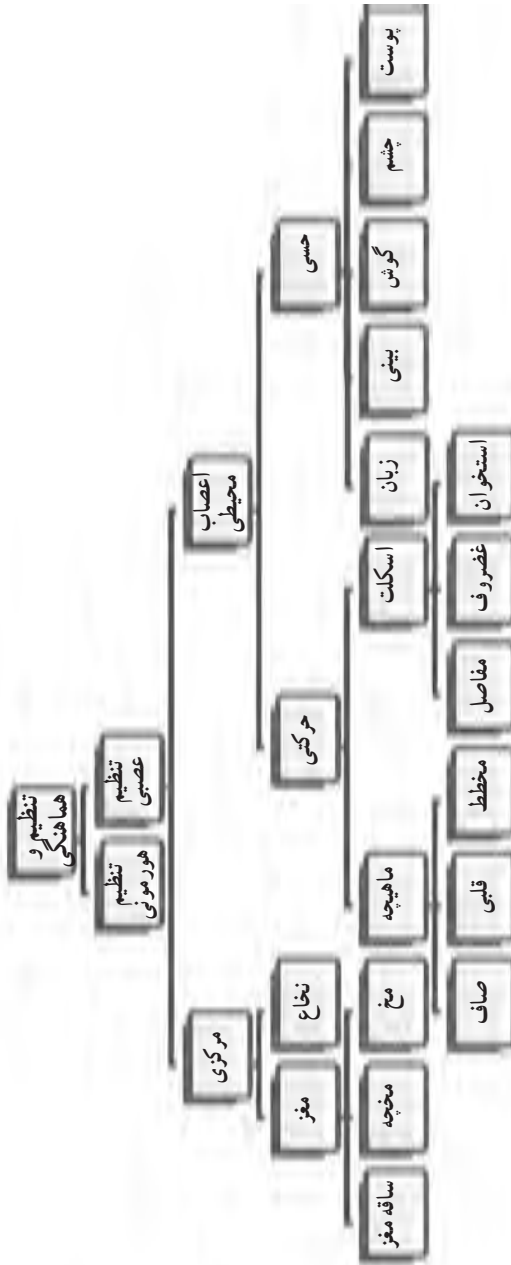 تنظیم و
هماهنگی
تنظیم
عصبی
تنظیم
هورمونی
اعصاب
محیطی
مرکزی
حسی
حرکتی
نخاع
مغز
پوست
چشم
گوش
بینی
زبان
اسکلت
ماهیچه
مخ
مخچه
ساقه مغز
استخوان
غضروف
مفاصل
مخطط
قلبی
صاف